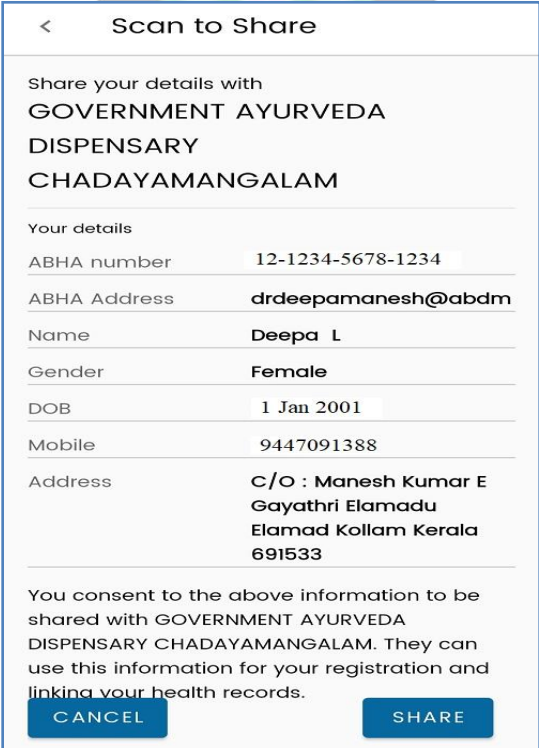 < Scan to Share
Share your details with
GOVERNMENT AYURVEDA
DISPENSARY
CHADAYAMANGALAM
Your details
ABHA number 12-1234-5678-1234
ABHA Address drdeepamanesh@abdm
Name Deepa L
Gender Female
DOB 1 Jan 2001
Mobile 9447091388
Address C/O : Manesh Kumar E
Gayathri Elamadu
Elamad Kollam Kerala
691533
You consent to the above information to be
shared with GOVERNMENT AYURVEDA
DISPENSARY CHADAYAMANGALAM. They can
use this information for your registration and
linking your health records.
CANCEL SHARE